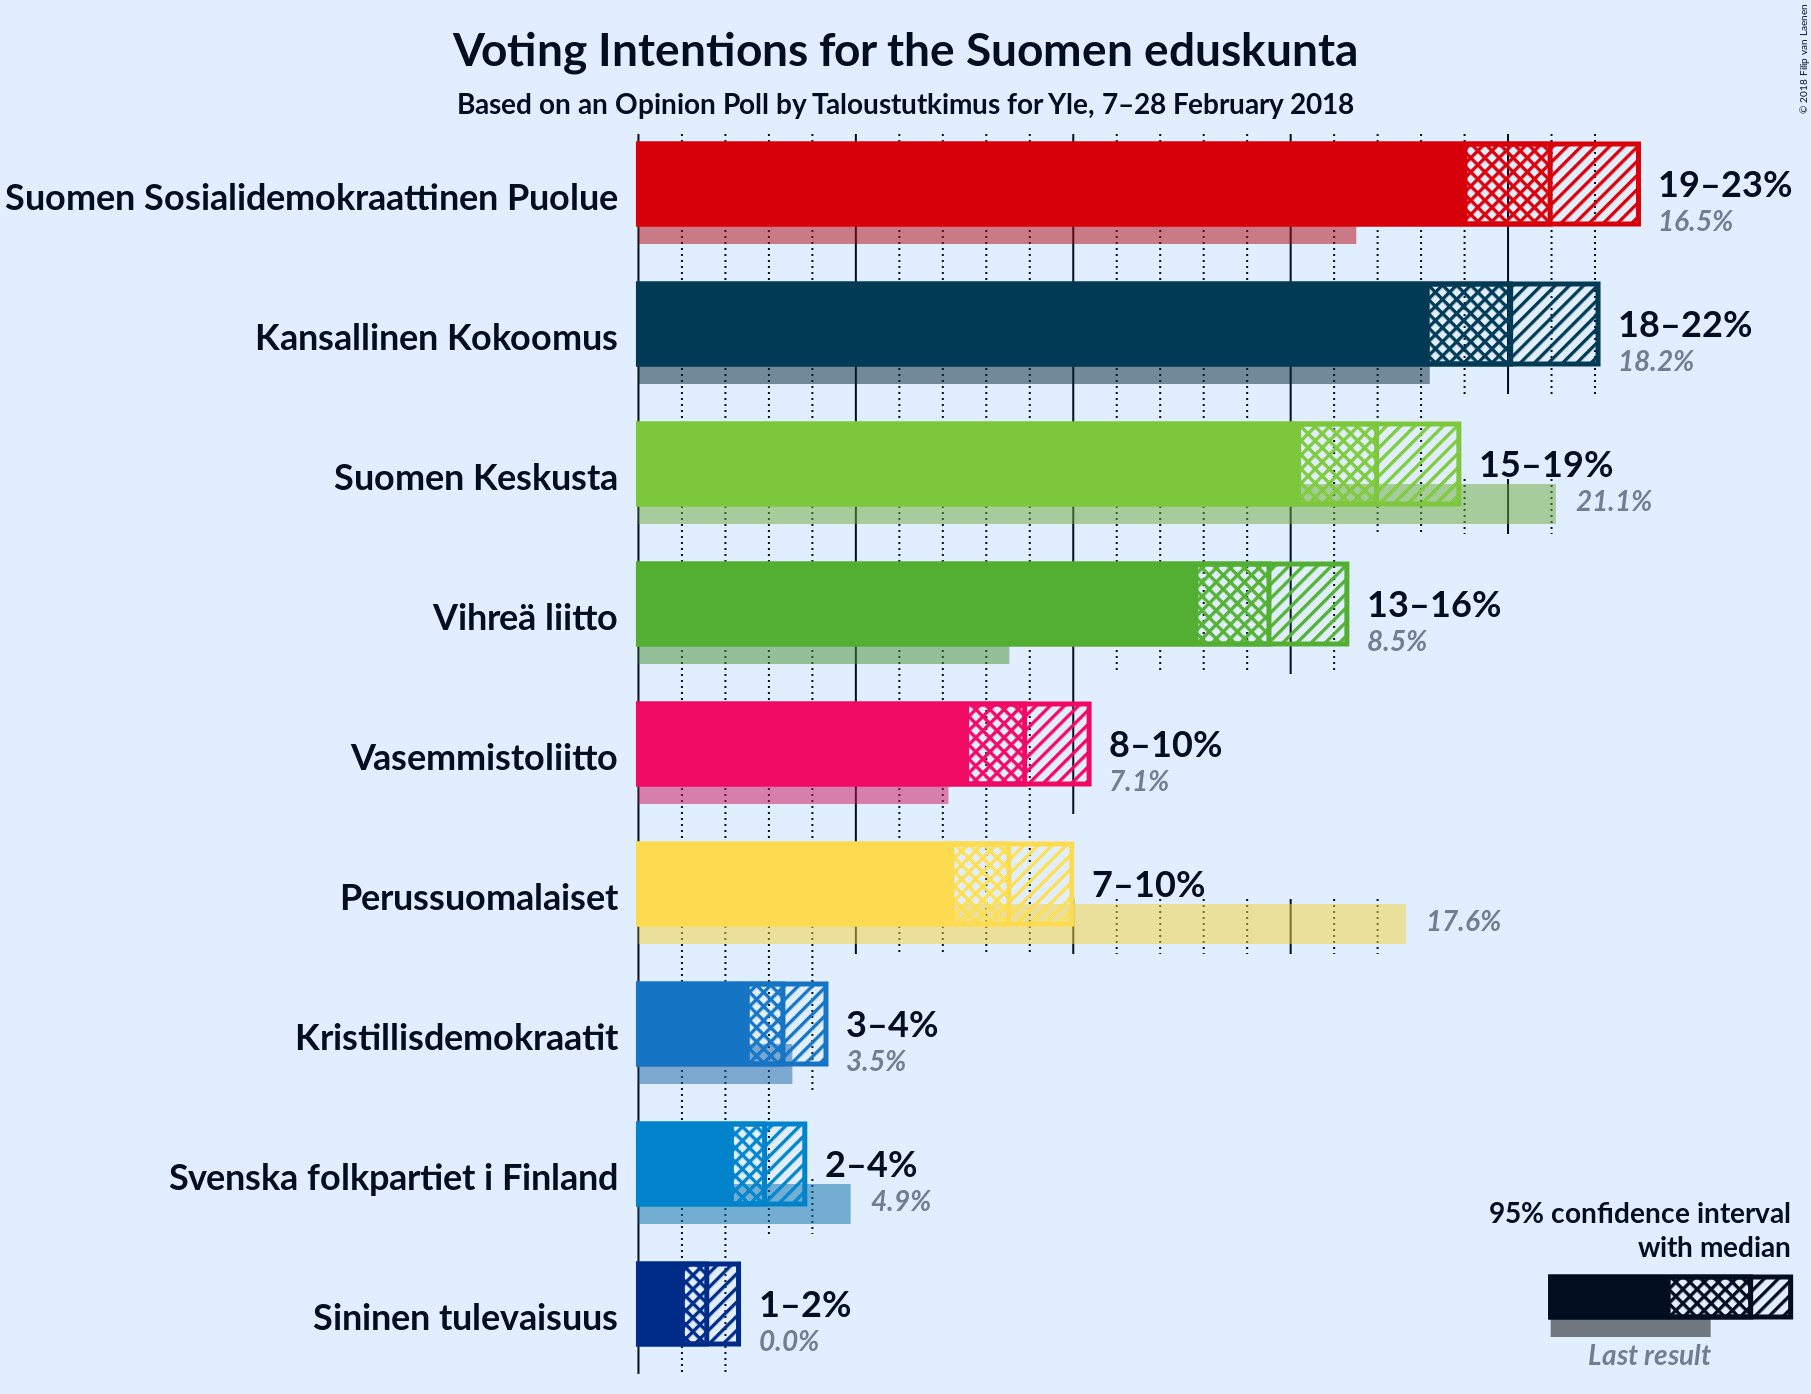 Voting Intentions for the Suomen eduskunta
Based on an Opinion Poll by Taloustutkimus for Yle, 7–28 February 2018
© 2018 Filip van Laenen
Suomen Sosialidemokraattinen Puolue
19–23%
16.5%
Kansallinen Kokoomus
18–22%
18.2%
Suomen Keskusta
15–19%
21.1%
Vihreä liitto
13–16%
8.5%
Vasemmistoliitto
8–10%
7.1%
Perussuomalaiset
7–10%
17.6%
Kristillisdemokraatit
3–4%
3.5%
Svenska folkpartiet i Finland
2–4%
4.9%
Sininen tulevaisuus
1–2%
0.0%
95% confidence interval
with median
Last result